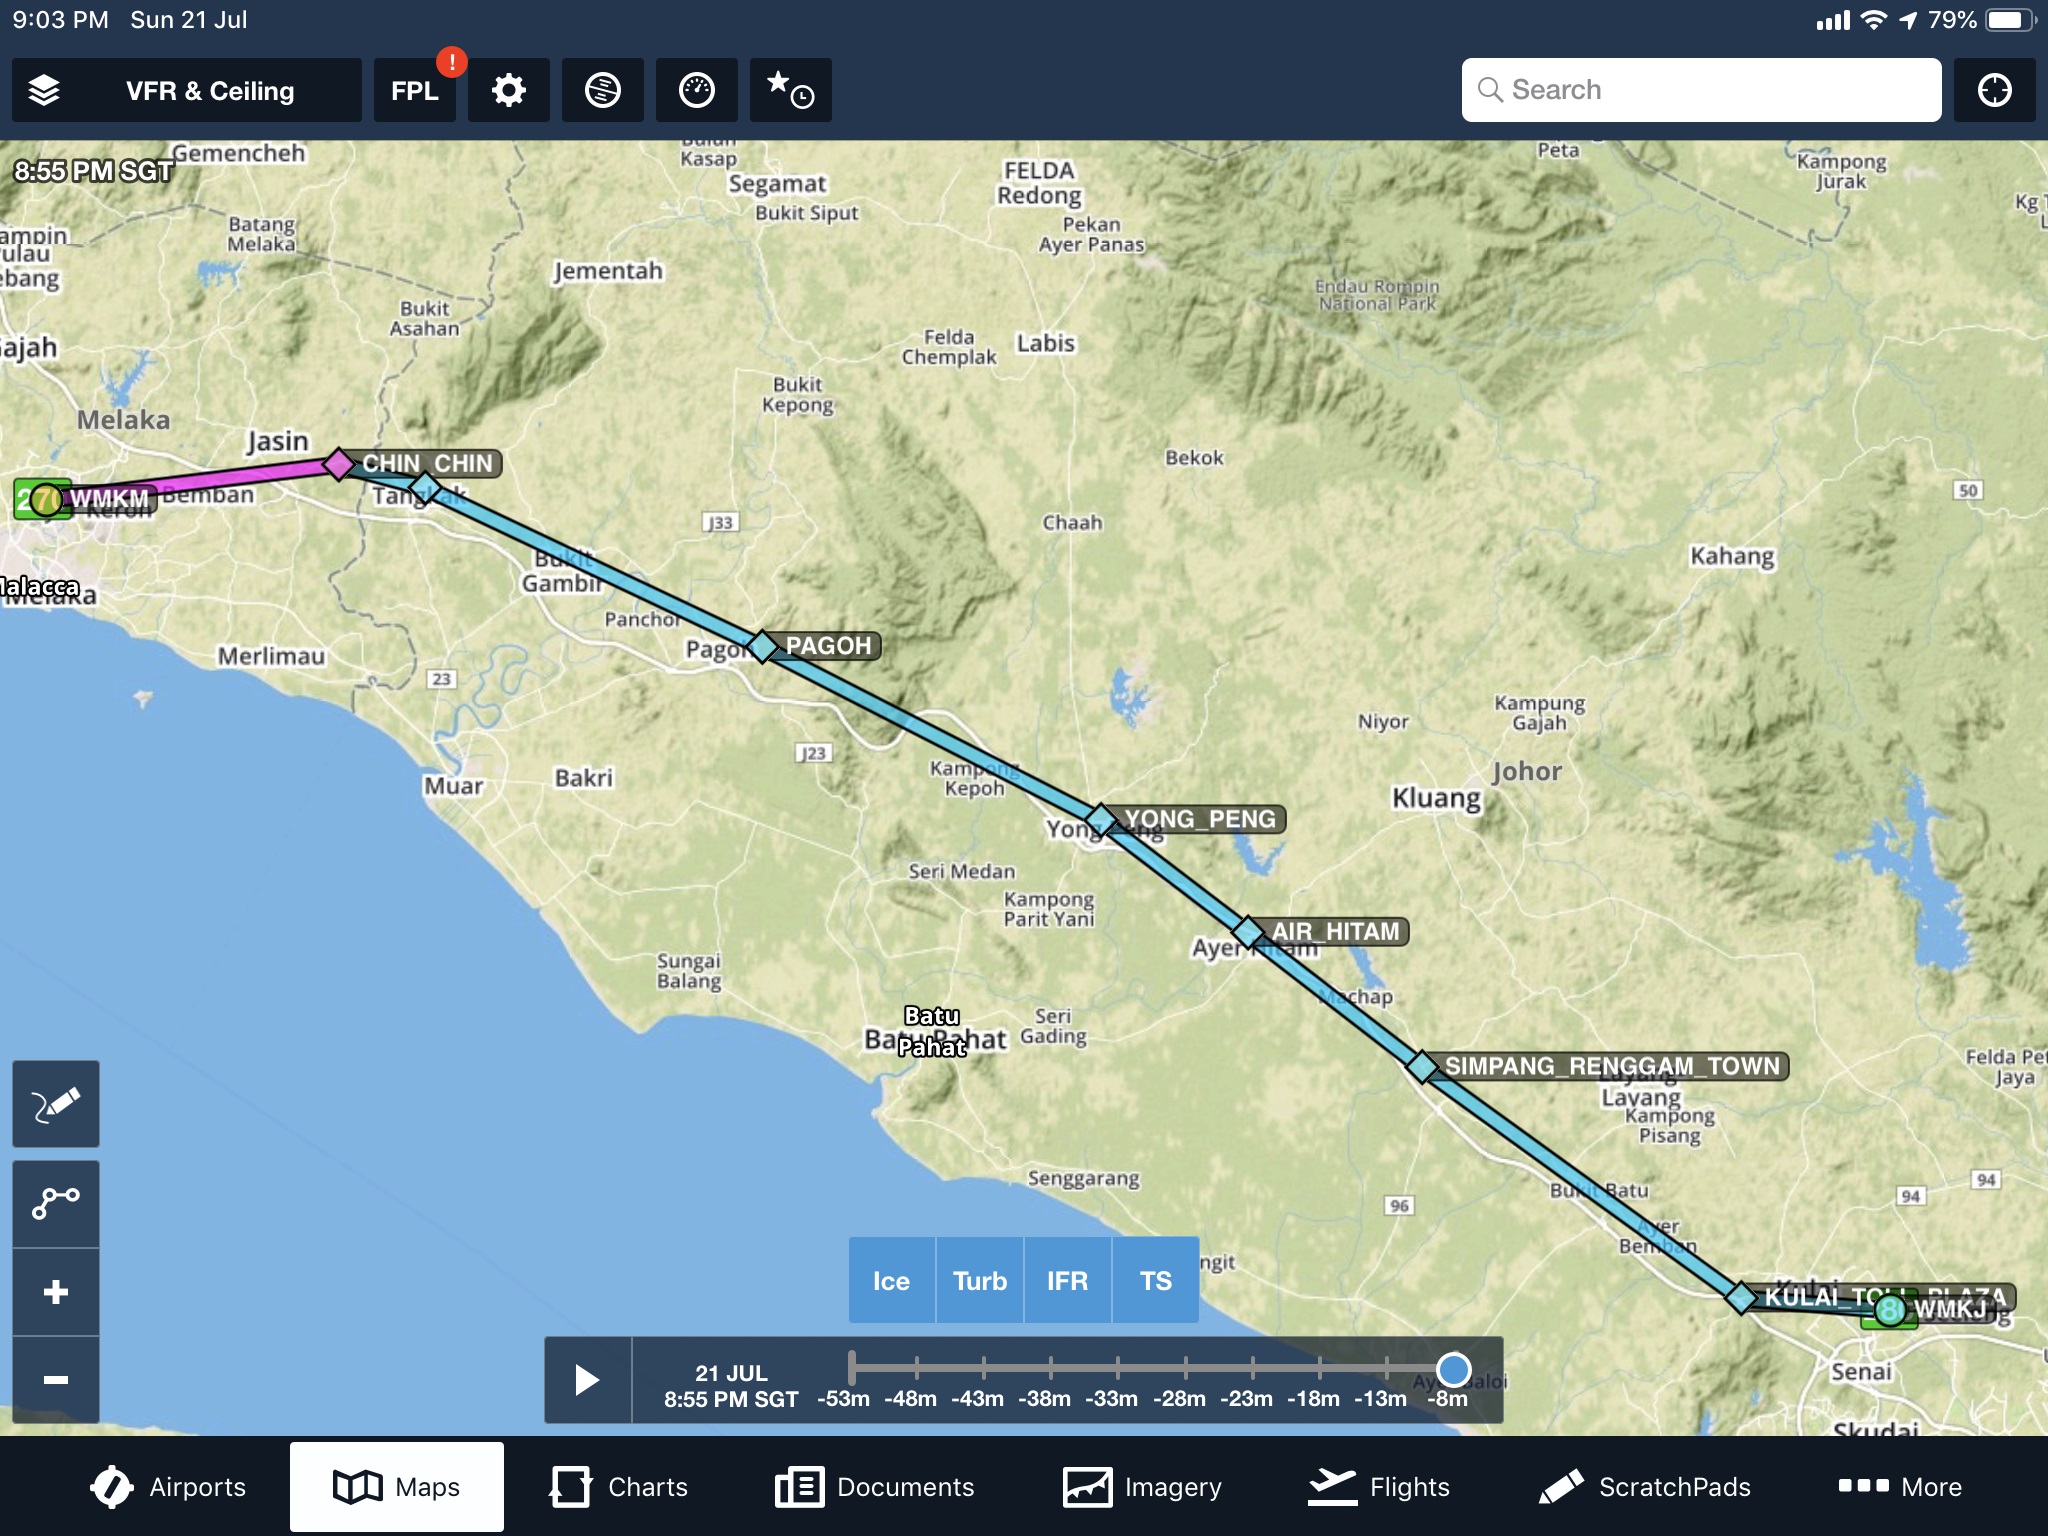 9:03 PM Sun 21 Jul
79%
VFR & Ceiling
FPL
!
Search
8:55 PM SGT
Gemencheh
Kasap
Segamat
Bukit Siput
FELDA
Redong
Pekan
Ayer Panas
Peta
Kampong
Jurak
Batang
Melaka
Jementah
Bukit
Asahan
Endau Rompin
National Park
Felda
Chemplak
Labis
Bukit
Kepong
Melaka
Jasin
CHIN_CHIN
Bekok
WMKM
Bemban
50
J33
Chaah
Kahang
Bukit
Gambir
Panchor
Melaka
Merlimau
23
PAGOH
Niyor
Kampung
Gajah
J23
Muar
Bakri
Kampong
Kepoh
Johor
Kluang
YONG_PENG
Seri Medan
Kampong
Parit Yani
AIR_HITAM
Sungai
Balang
Machap
Batu
Pahat
Batu Pahat
Seri
Gading
SIMPANG_RENGGAM_TOWN
Layang
Kampong
Pisang
Jaya
Senggarang
96
Bukit Batu
94
94
Ayer
Bemban
Ice Turb IFR TS
KULAI_TOLL_PLAZA
WMKJ
Senai
Skudai
21 JUL
8:55 PM SGT
-53m -48m -43m -38m -33m -28m -23m -18m -13m -8m
Airports Maps Charts Documents Imagery Flights ScratchPads More